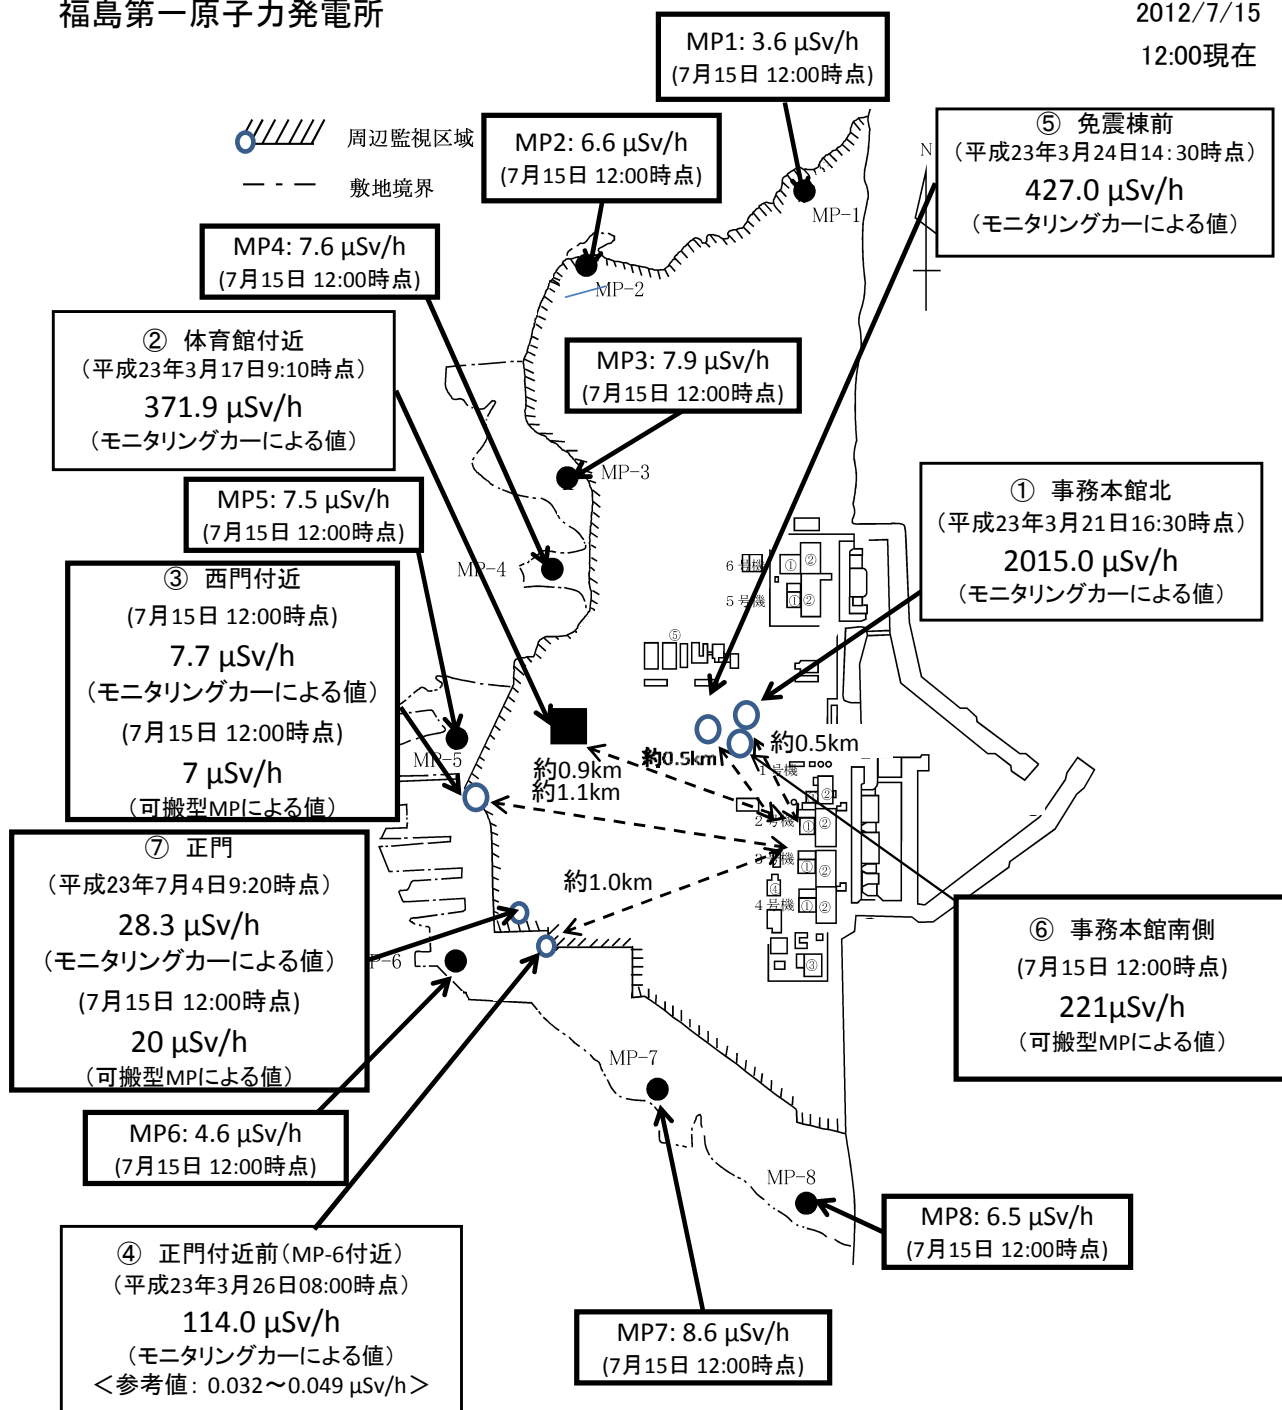 福島第一原子力発電所
2012/7/15
12:00現在
周辺監視区域
敷地境界
MP1: 3.6 μSv/h
(7月15日 12:00時点)
MP2: 6.6 μSv/h
(7月15日 12:00時点)
⑤ 免震棟前
(平成23年3月24日14:30時点)
427.0 μSv/h
(モニタリングカーによる値)
N
MP-1
MP4: 7.6 μSv/h
(7月15日 12:00時点)
MP-2
② 体育館付近
(平成23年3月17日9:10時点)
371.9 μSv/h
(モニタリングカーによる値)
MP3: 7.9 μSv/h
(7月15日 12:00時点)
MP-3
MP5: 7.5 μSv/h
(7月15日 12:00時点)
① 事務本館北
(平成23年3月21日16:30時点)
2015.0 μSv/h
(モニタリングカーによる値)
MP-4
③ 西門付近
(7月15日 12:00時点)
7.7 μSv/h
(モニタリングカーによる値)
(7月15日 12:00時点)
7 μSv/h
(可搬型MPによる値)
6号機
① ②
5号機
① ②
⑤
MP-5
約0.9km
約1.1km
約0.5km
約0.5km
1号機
②
2号機
① ②
3号機
① ②
④
4号機
① ②
③
約1.0km
⑦ 正門
(平成23年7月4日9:20時点)
28.3 μSv/h
(モニタリングカーによる値)
(7月15日 12:00時点)
20 μSv/h
(可搬型MPによる値)
P-6
⑥ 事務本館南側
(7月15日 12:00時点)
221μSv/h
(可搬型MPによる値)
MP-7
MP6: 4.6 μSv/h
(7月15日 12:00時点)
MP-8
MP8: 6.5 μSv/h
(7月15日 12:00時点)
④ 正門付近前(MP-6付近)
(平成23年3月26日08:00時点)
114.0 μSv/h
(モニタリングカーによる値)
<参考値: 0.032～0.049 μSv/h>
MP7: 8.6 μSv/h
(7月15日 12:00時点)